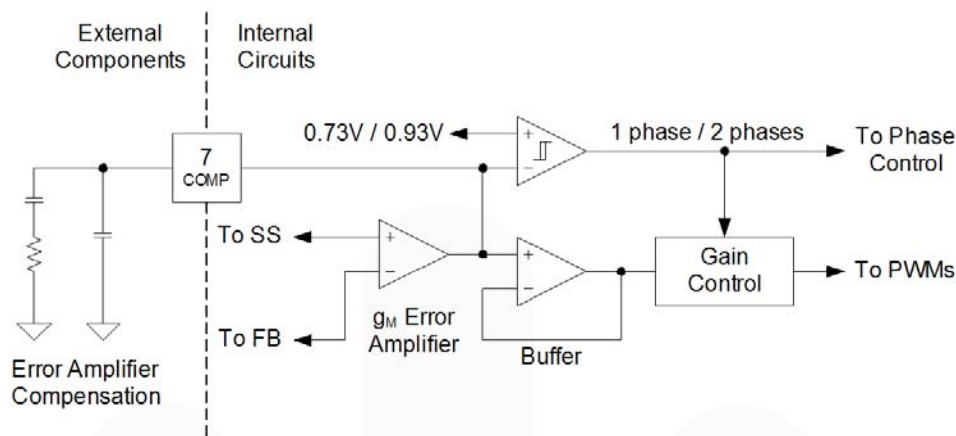 External
Components
Internal
Circuits
0.73V / 0.93V
+
−
1 phase / 2 phases
To Phase
Control
7
COMP
To SS
+
−
To FB
gM Error
Amplifier
+
−
Buffer
Gain
Control
To PWMs
Error Amplifier
Compensation